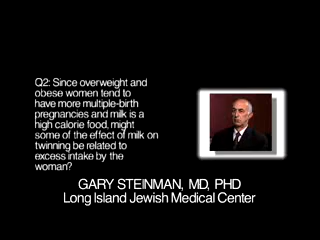 Q2: Since overweight and
obese women tend to
have more multiple-birth
pregnancies and milk is a
high calorie food, might
some of the effect of milk on
twinning be related to
excess intake by the
woman?
GARY STEINMAN, MD, PHD
Long Island Jewish Medical Center